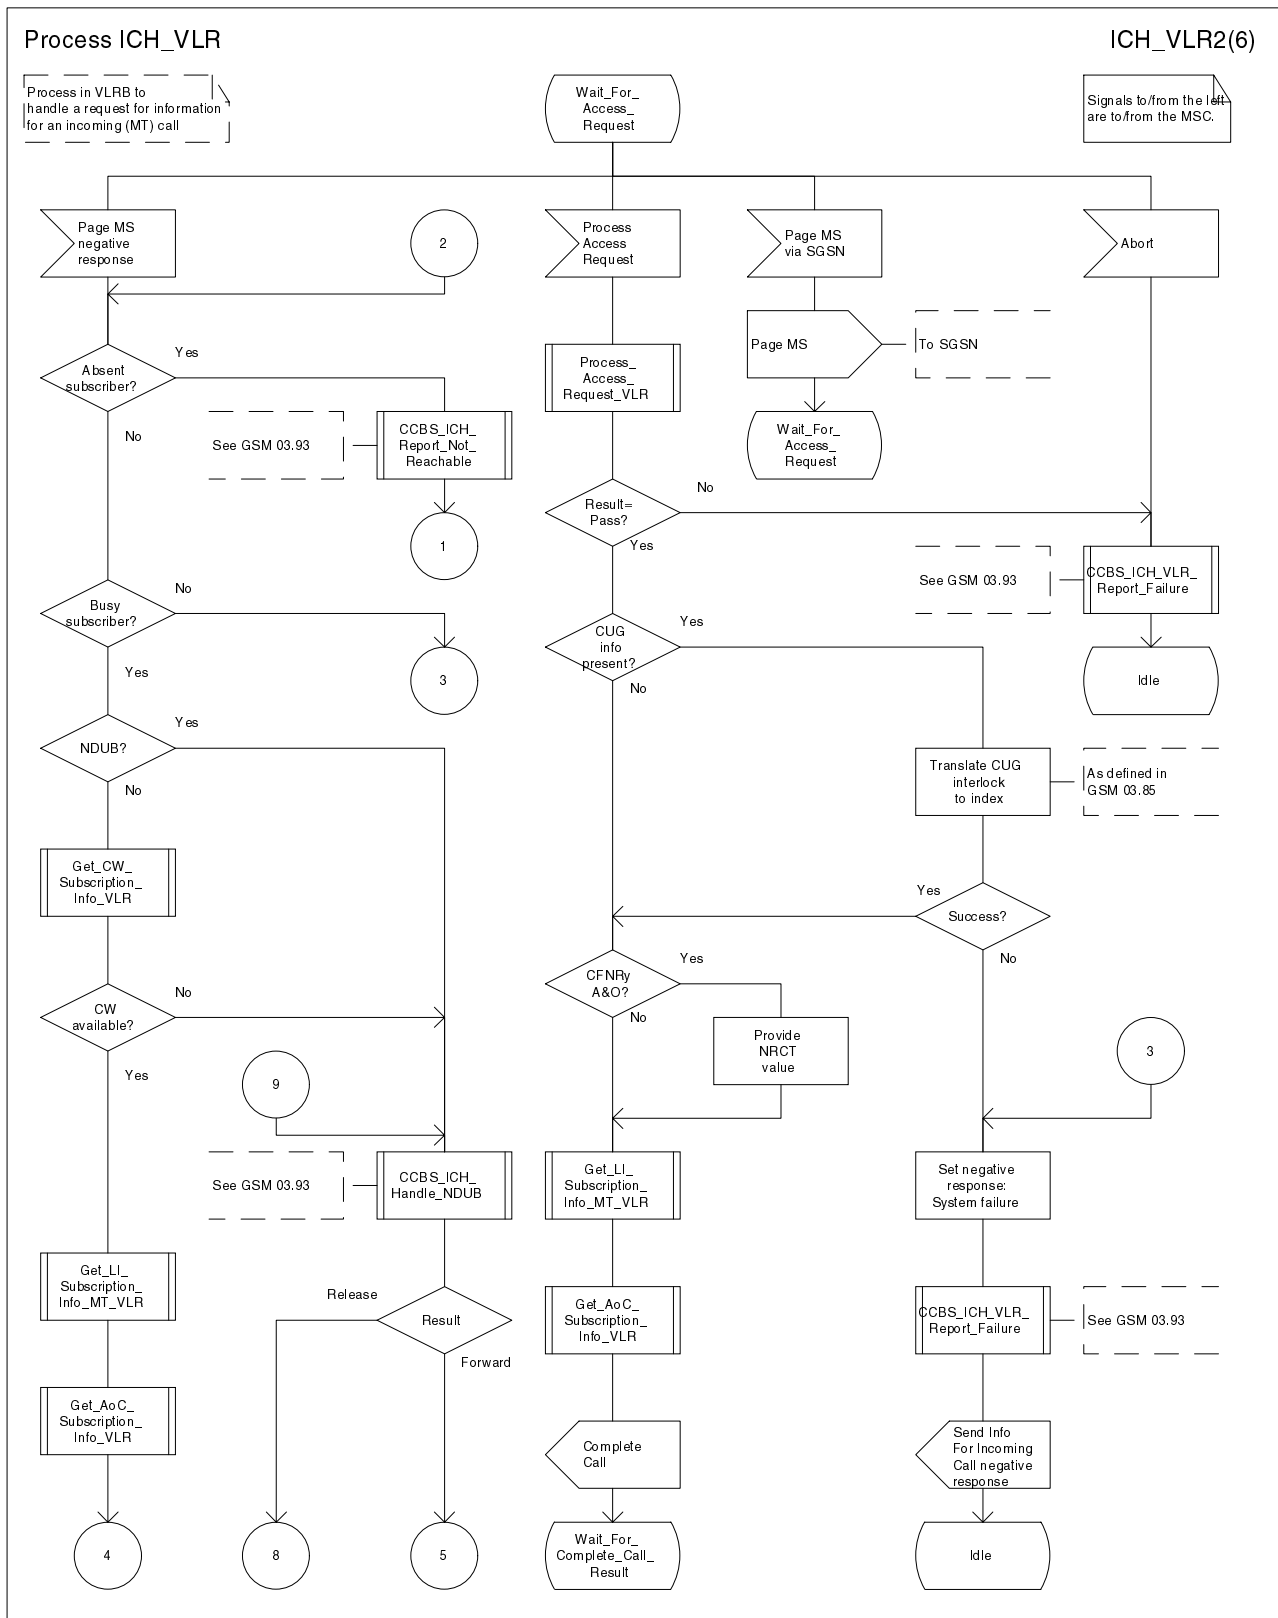 Process ICH_VLR
ICH_VLR2(6)
Process in VLRB to
handle a request for information
for an incoming (MT) call
Wait_For_
Access_
Request
Signals to/from the left
are to/from the MSC.
Page MS
negative
response
2
Process
Access
Request
Page MS
via SGSN
Abort
Page MS
To SGSN
Yes
Absent
subscriber?
No
Process_
Access_
Request_VLR
See GSM 03.93
CCBS_ICH_
Report_Not_
Reachable
Wait_For_
Access_
Request
1
Result=
Pass?
No
Yes
See GSM 03.93
CCBS_ICH_VLR_
Report_Failure
Idle
Busy
subscriber?
No
Yes
3
CUG
info
present?
Yes
No
NDUB?
Yes
No
Translate CUG
interlock
to index
As defined in
GSM 03.85
Get_CW_
Subscription_
Info_VLR
Yes
Success?
No
CW
available?
No
Yes
CFNRy
A&O?
Yes
No
Provide
NRCT
value
9
3
See GSM 03.93
CCBS_ICH_
Handle_NDUB
Get_LI_
Subscription_
Info_MT_VLR
Set negative
response:
System failure
Get_LI_
Subscription_
Info_MT_VLR
Release
Result
Forward
Get_AoC_
Subscription_
Info_VLR
CCBS_ICH_VLR_
Report_Failure
See GSM 03.93
Get_AoC_
Subscription_
Info_VLR
Complete
Call
Send Info
For Incoming
Call negative
response
4
8
5
Wait_For_
Complete_Call_
Result
Idle